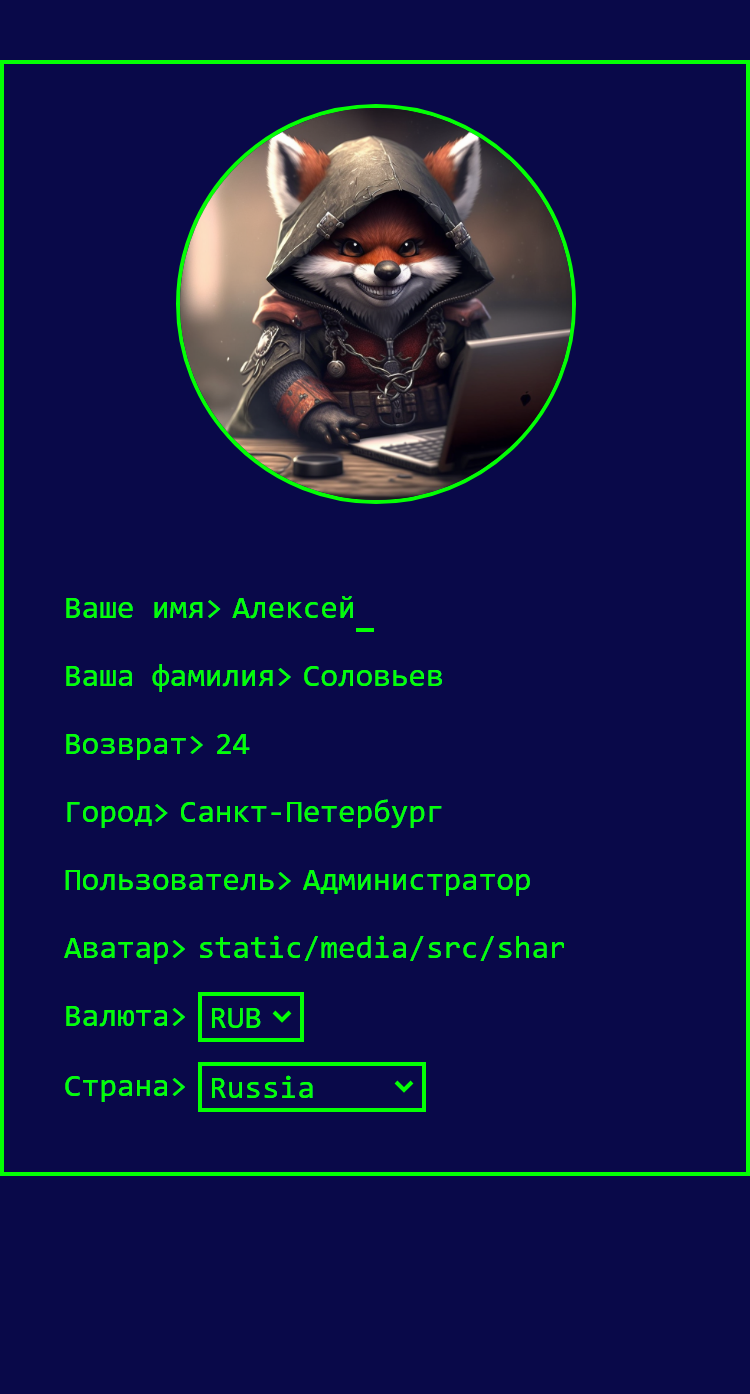 Ваше имя> Алексей_
Ваша фамилия> Соловьев
Возврат> 24
Город> Санкт-Петербург
Пользователь> Администратор
Аватар> static/media/src/shar
Валюта> RUB
Страна> Russia